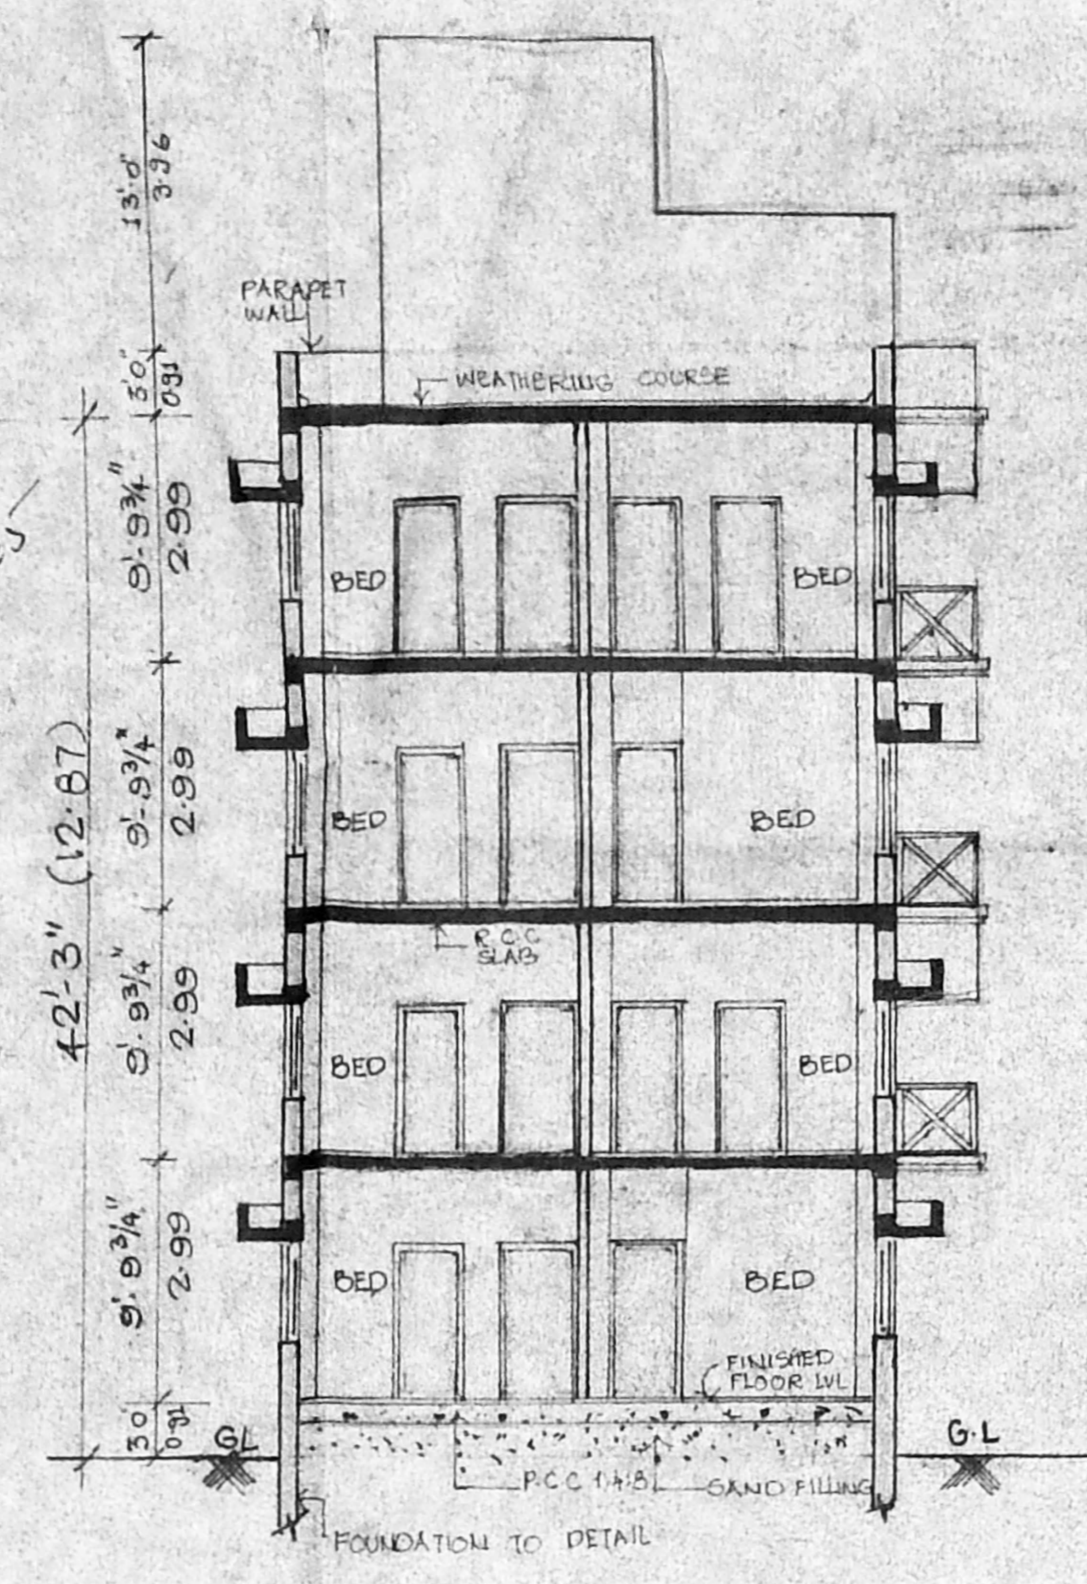 13'.0"
3.96
PARAPET
WALL
3'.0"
0.91
WEATHERING COURSE
9'-9¾"
2.99
BED
BED
42'-3" (12.87)
9'-9¾"
2.99
BED
BED
R.C.C
SLAB
9'.9¾"
2.99
BED
BED
9'.9¾"
2.99
BED
BED
FINISHED
FLOOR LVL
3'0'
0.91
GL
G.L
P.C.C 1:4:8
SAND FILLING
FOUNDATION TO DETAIL